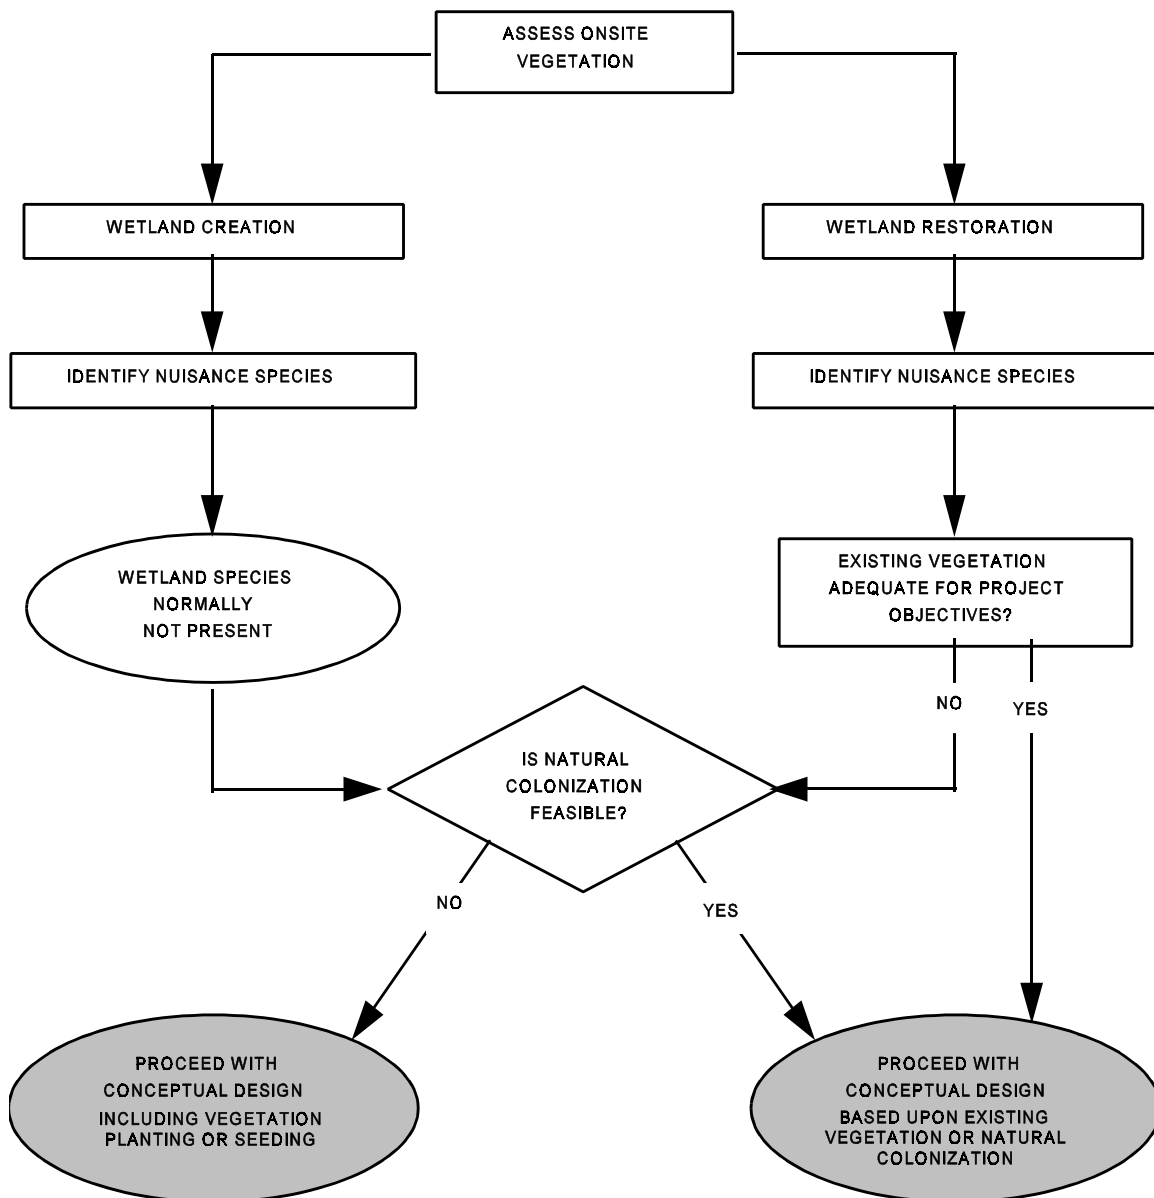 ASSESS ONSITE
VEGETATION
WETLAND CREATION
WETLAND RESTORATION
IDENTIFY NUISANCE SPECIES
IDENTIFY NUISANCE SPECIES
WETLAND SPECIES
NORMALLY
NOT PRESENT
EXISTING VEGETATION
ADEQUATE FOR PROJECT
OBJECTIVES?
NO
YES
IS NATURAL
COLONIZATION
FEASIBLE?
NO
YES
PROCEED WITH
CONCEPTUAL DESIGN
INCLUDING VEGETATION
PLANTING OR SEEDING
PROCEED WITH
CONCEPTUAL DESIGN
BASED UPON EXISTING
VEGETATION OR NATURAL
COLONIZATION